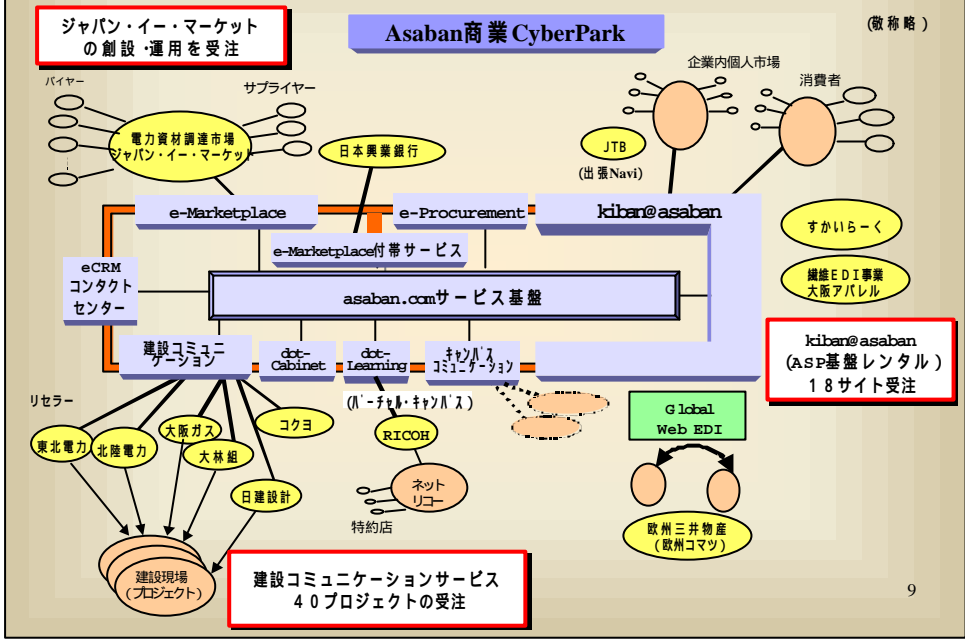 ジャパン・イー・マーケット
の創設・運用を受注
Asaban商業CyberPark
(敬称略)
バイヤー
サプライヤー
企業内個人市場
消費者
電力資材調達市場
ジャパン・イー・マーケット
日本興業銀行
JTB
(出張Navi)
e-Marketplace
e-Procurement
kiban@asaban
e-Marketplace付帯サービス
すかいらーく
eCRM
コンタクト
センター
asaban.comサービス基盤
繊維EDI事業
大阪アパレル
建設コミュニ
ケーション
dot-
Cabinet
dot-
Learning
キャンパス
コミュニケーション
kiban@asaban
(ASP基盤レンタル)
18サイト受注
リセラー
(バーチャル・キャンパス)
東北電力
北陸電力
大阪ガス
大林組
コクヨ
日建設計
RICOH
Global
Web EDI
ネット
リコー
特約店
欧州三井物産
(欧州コマツ)
建設現場
(プロジェクト)
建設コミュニケーションサービス
40プロジェクトの受注
9